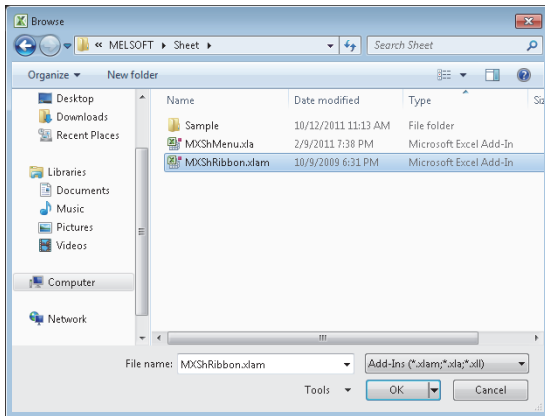 Browse
« MELSOFT ▸ Sheet ▸
Search Sheet
Organize ▾ New folder
Desktop
Downloads
Recent Places
Libraries
Documents
Music
Pictures
Videos
Computer
Network
Name Date modified Type Siz
Sample 10/12/2011 11:13 AM File folder
MXShMenu.xla 2/9/2011 7:38 PM Microsoft Excel Add-In
MXShRibbon.xlam 10/9/2009 6:31 PM Microsoft Excel Add-In
File name: MXShRibbon.xlam Add-Ins (*.xlam;*.xla;*.xll)
Tools OK Cancel